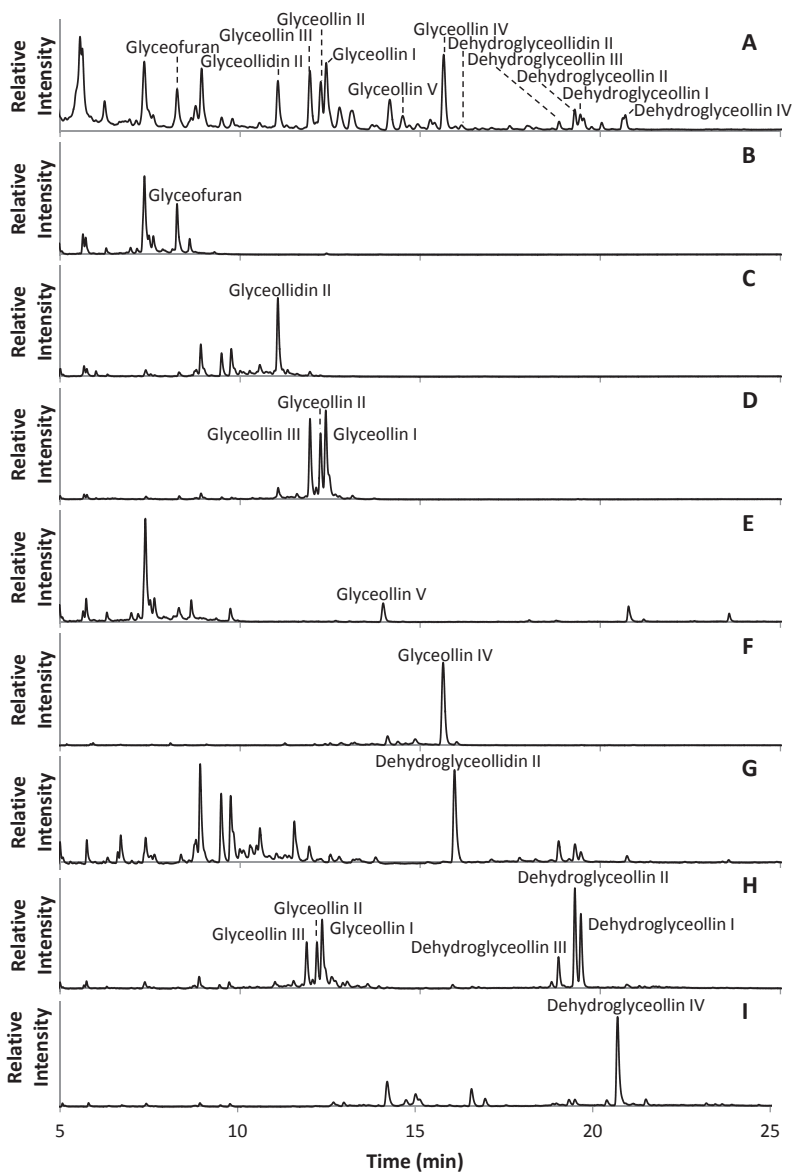 Relative Intensity
Glyceofuran
Glyceollidin II
Glyceollin III
Glyceollin II
Glyceollin I
Glyceollin V
Glyceollin IV
Dehydroglyceollidin II
Dehydroglyceollin III
Dehydroglyceollin II
Dehydroglyceollin I
Dehydroglyceollin IV
A
Relative Intensity
Glyceofuran
B
Relative Intensity
Glyceollidin II
C
Relative Intensity
Glyceollin II
Glyceollin III
Glyceollin I
D
Relative Intensity
Glyceollin V
E
Relative Intensity
Glyceollin IV
F
Relative Intensity
Dehydroglyceollidin II
G
Relative Intensity
Glyceollin II
Glyceollin III
Glyceollin I
Dehydroglyceollin II
Dehydroglyceollin III
Dehydroglyceollin I
H
Relative Intensity
Dehydroglyceollin IV
I
5 10 15 20 25
Time (min)